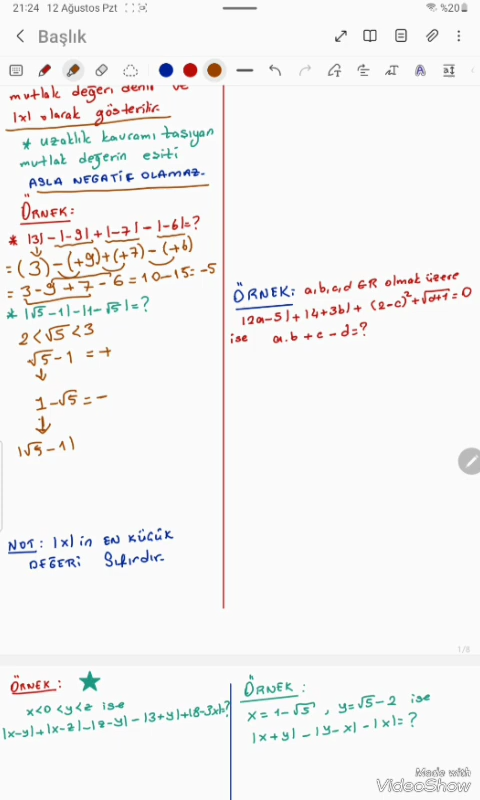 21:24 12 Ağustos Pzt %20
Başlık
mutlak değeri denir ve
|x| olarak gösterilir.
* uzaklık kavramı taşıyan
mutlak değerin eşiti
ASLA NEGATİF OLAMAZ.
ÖRNEK:
* |3|-|-9|+|-7|-|-6|=?
=(3)-(+9)+(+7)-(+6)
=3-9+7-6=10-15=-5
* |√5-1|-|1-√5|=?
2<√5<3
√5-1=+
1-√5=-
|√5-1|
NOT: |x| in EN KÜÇÜK
DEĞERİ Sıfırdır.
ÖRNEK: a,b,c,d ∈R olmak üzere
|2a-5|+|4+3b|+(2-c)²+√d+1=0
ise a.b+c-d=?
1/8
ÖRNEK:
x<0<y<z ise
|x-y|+|x-z|-|z-y|-|3+y|+|8-3x|=?
ÖRNEK:
x=1-√5, y=√5-2 ise
|x+y|-|y-x|-|x|=?
Made with
VideoShow